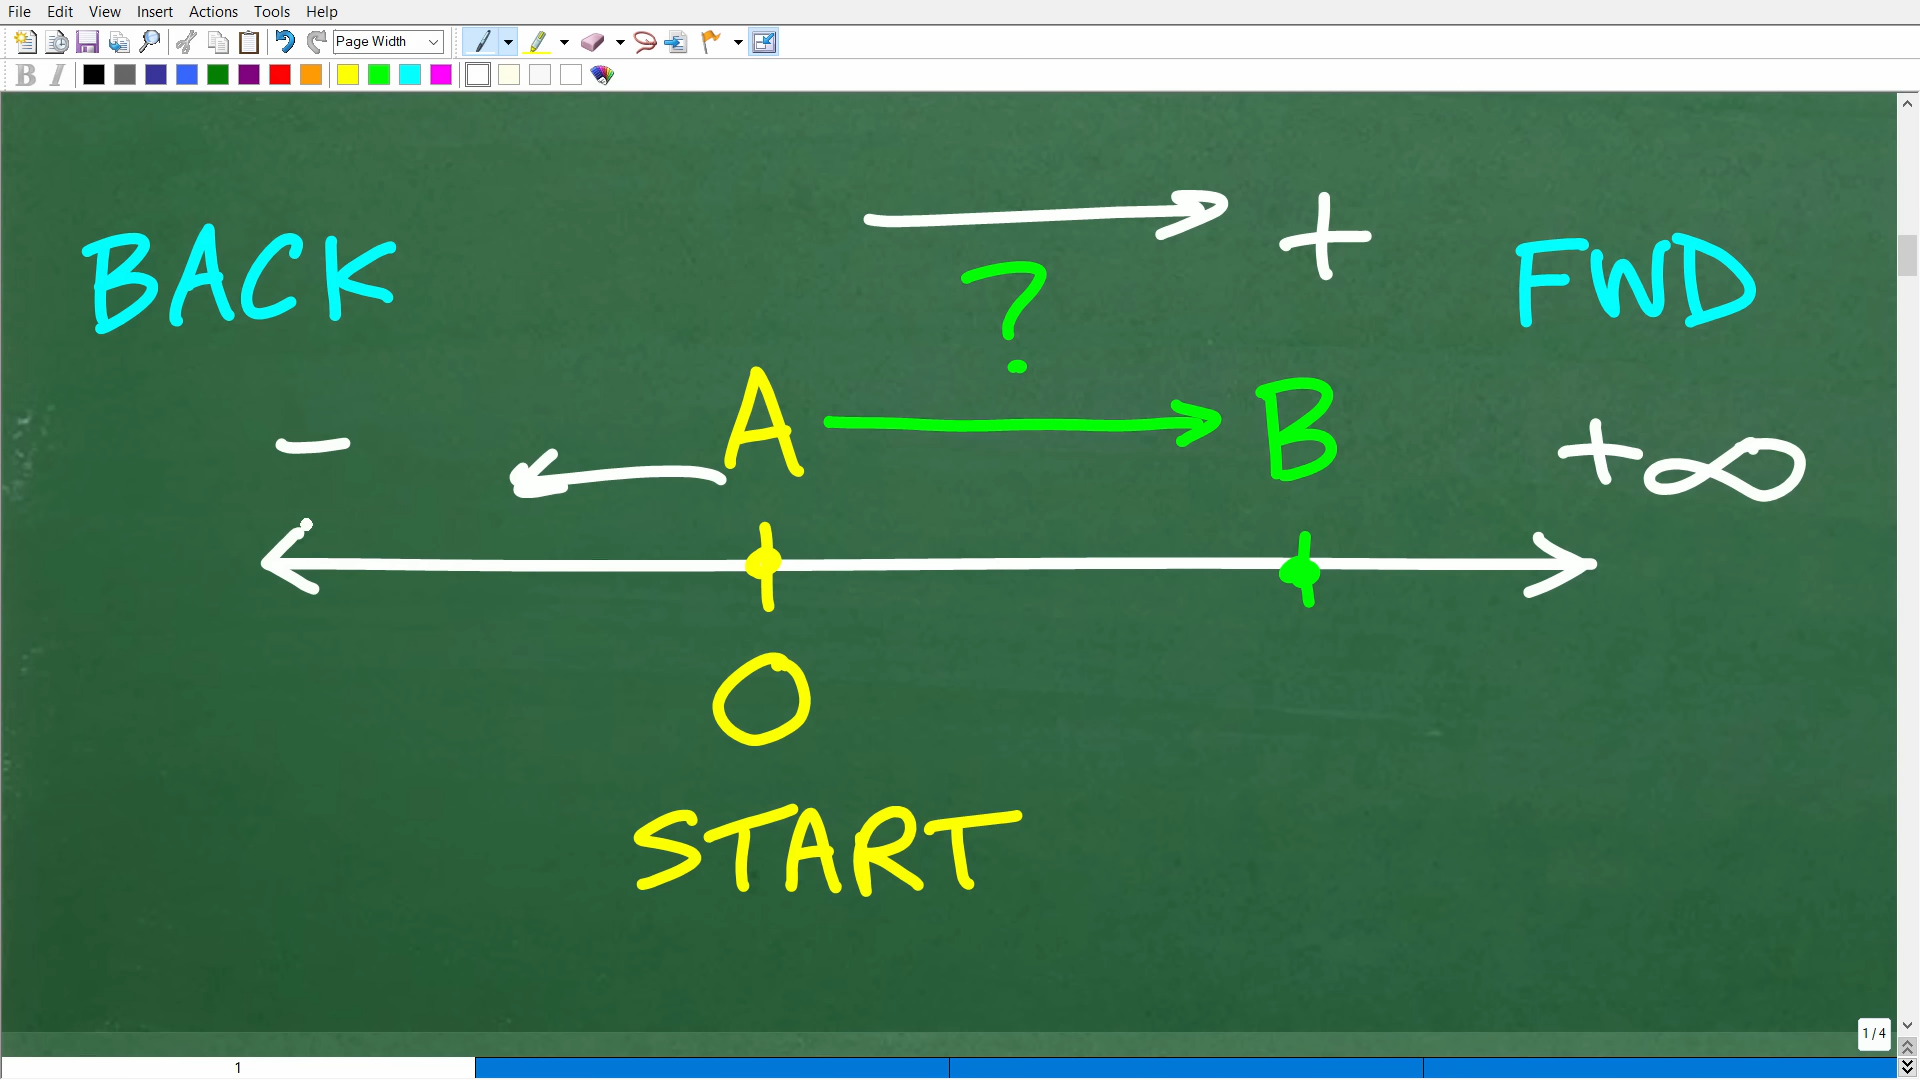 File Edit View Insert Actions Tools Help
Page Width
B I
+
BACK
FWD
?
A
B
−
+∞
0
START
1 / 4
1